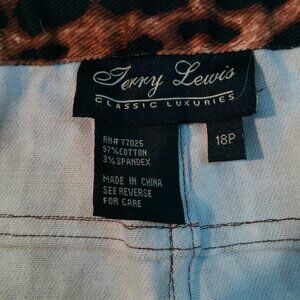 Terry Lewis
CLASSIC LUXURIES
RN# 77025
97% COTTON
3% SPANDEX
MADE IN CHINA
SEE REVERSE
FOR CARE
18P